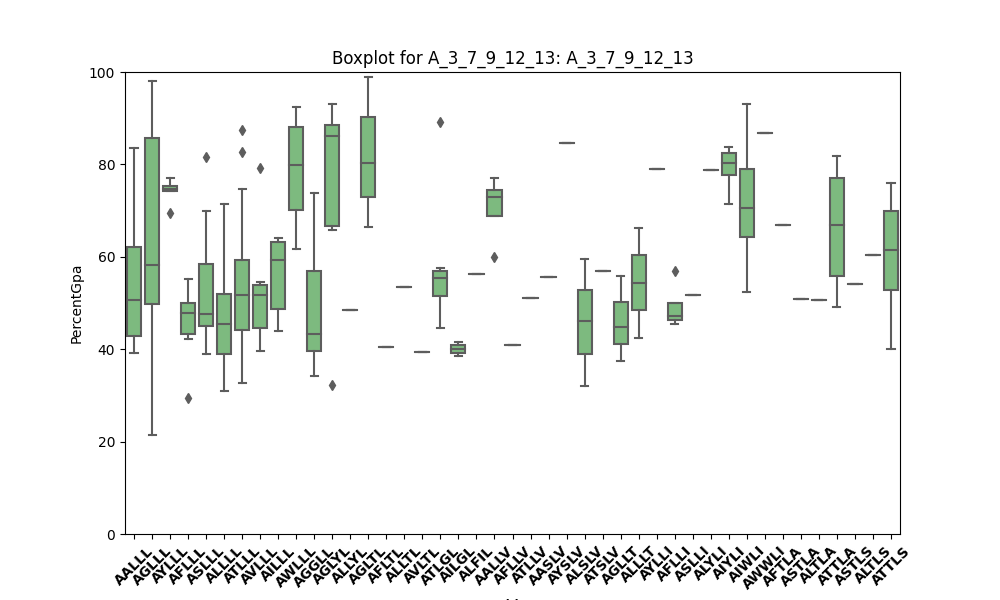 Boxplot for A_3_7_9_12_13: A_3_7_9_12_13
100
80
60
40
20
0
PercentGpa
AALLL
AGLLL
AYLLL
AFLLL
ASLLL
ALLLL
ATLLL
AVLLL
AILLL
AWLLL
AGGLL
AGLYL
ALLYL
AGLTL
AFLTL
ALLTL
AVLTL
ATLGL
AILGL
ALFIL
AALLV
AFLLV
ATLLV
AASLV
AYSLV
ALSLV
ATSLV
AGLLT
ALLLT
AYLLI
AFLLI
ASLLI
ALYLI
AIYLI
AIWLI
AWWLI
AFTLA
ASTLA
ALTLA
ATTLA
ASTLS
ALTLS
ATTLS